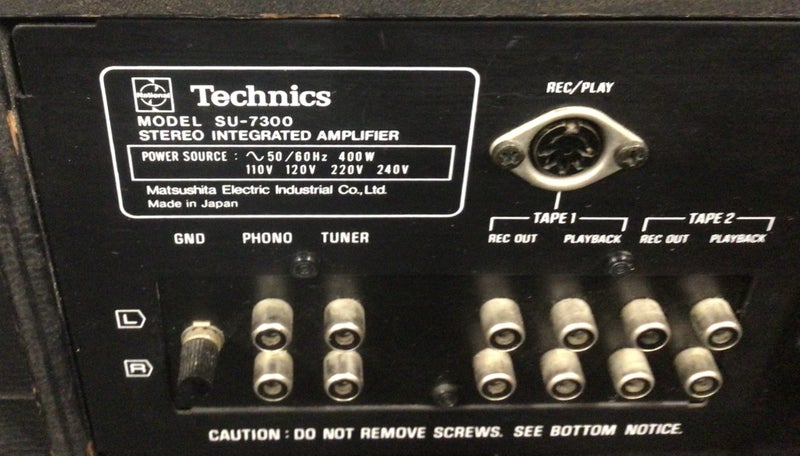 National Technics
MODEL SU-7300
STEREO INTEGRATED AMPLIFIER
POWER SOURCE : ∿50/60Hz 400W
110V 120V 220V 240V
Matsushita Electric Industrial Co., Ltd.
Made in Japan
REC/PLAY
TAPE 1 TAPE 2
GND PHONO TUNER REC OUT PLAYBACK REC OUT PLAYBACK
L
R
CAUTION : DO NOT REMOVE SCREWS. SEE BOTTOM NOTICE.